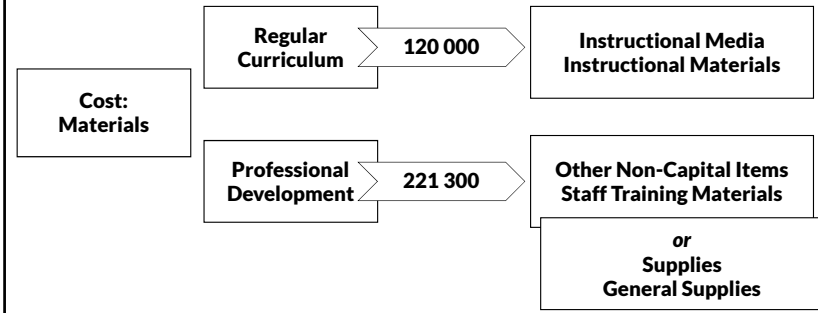 Cost:
Materials
Regular
Curriculum
120 000
Instructional Media
Instructional Materials
Professional
Development
221 300
Other Non-Capital Items
Staff Training Materials
or
Supplies
General Supplies